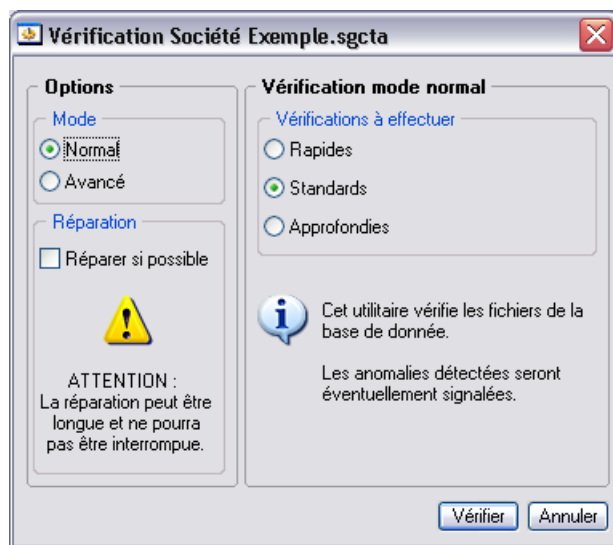 Vérification Société Exemple.sgcta
Options
Mode
Normal
Avancé
Réparation
Réparer si possible
ATTENTION :
La réparation peut être
longue et ne pourra
pas être interrompue.
Vérification mode normal
Vérifications à effectuer
Rapides
Standards
Approfondies
Cet utilitaire vérifie les fichiers de la
base de donnée.
Les anomalies détectées seront
éventuellement signalées.
Vérifier
Annuler